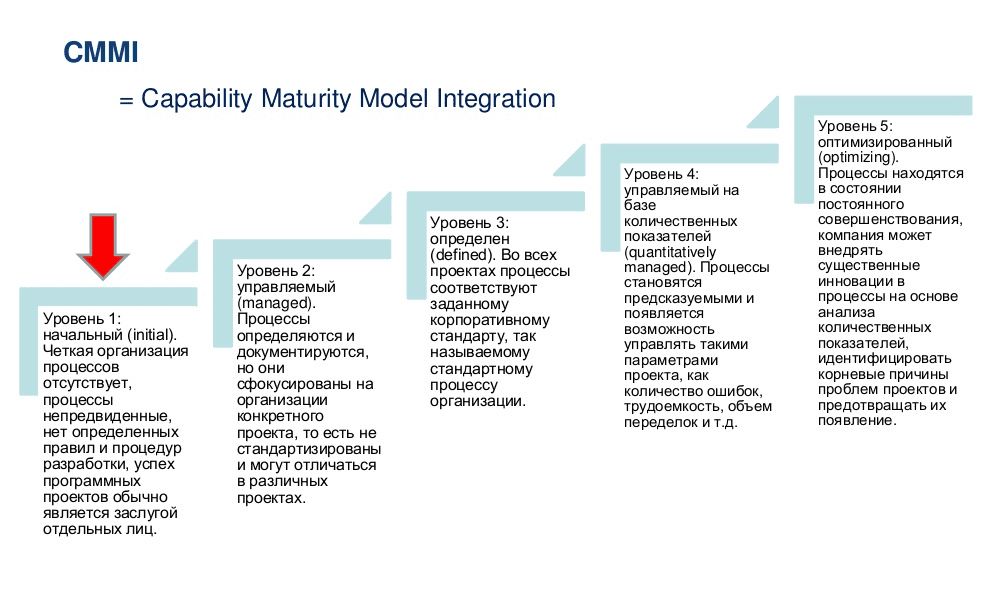 CMMI
= Capability Maturity Model Integration
Уровень 1:
начальный (initial).
Четкая организация
процессов
отсутствует,
процессы
непредвиденные,
нет определенных
правил и процедур
разработки, успех
программных
проектов обычно
является заслугой
отдельных лиц.
Уровень 2:
управляемый
(managed).
Процессы
определяются и
документируются,
но они
сфокусированы на
организации
конкретного
проекта, то есть не
стандартизированы
и могут отличаться
в различных
проектах.
Уровень 3:
определен
(defined). Во всех
проектах процессы
соответствуют
заданному
корпоративному
стандарту, так
называемому
стандартному
процессу
организации.
Уровень 4:
управляемый на
базе
количественных
показателей
(quantitatively
managed). Процессы
становятся
предсказуемыми и
появляется
возможность
управлять такими
параметрами
проекта, как
количество ошибок,
трудоемкость, объем
переделок и т.д.
Уровень 5:
оптимизированный
(optimizing).
Процессы находятся
в состоянии
постоянного
совершенствования,
компания может
внедрять
существенные
инновации в
процессы на основе
анализа
количественных
показателей,
идентифицировать
корневые причины
проблем проектов и
предотвращать их
появление.